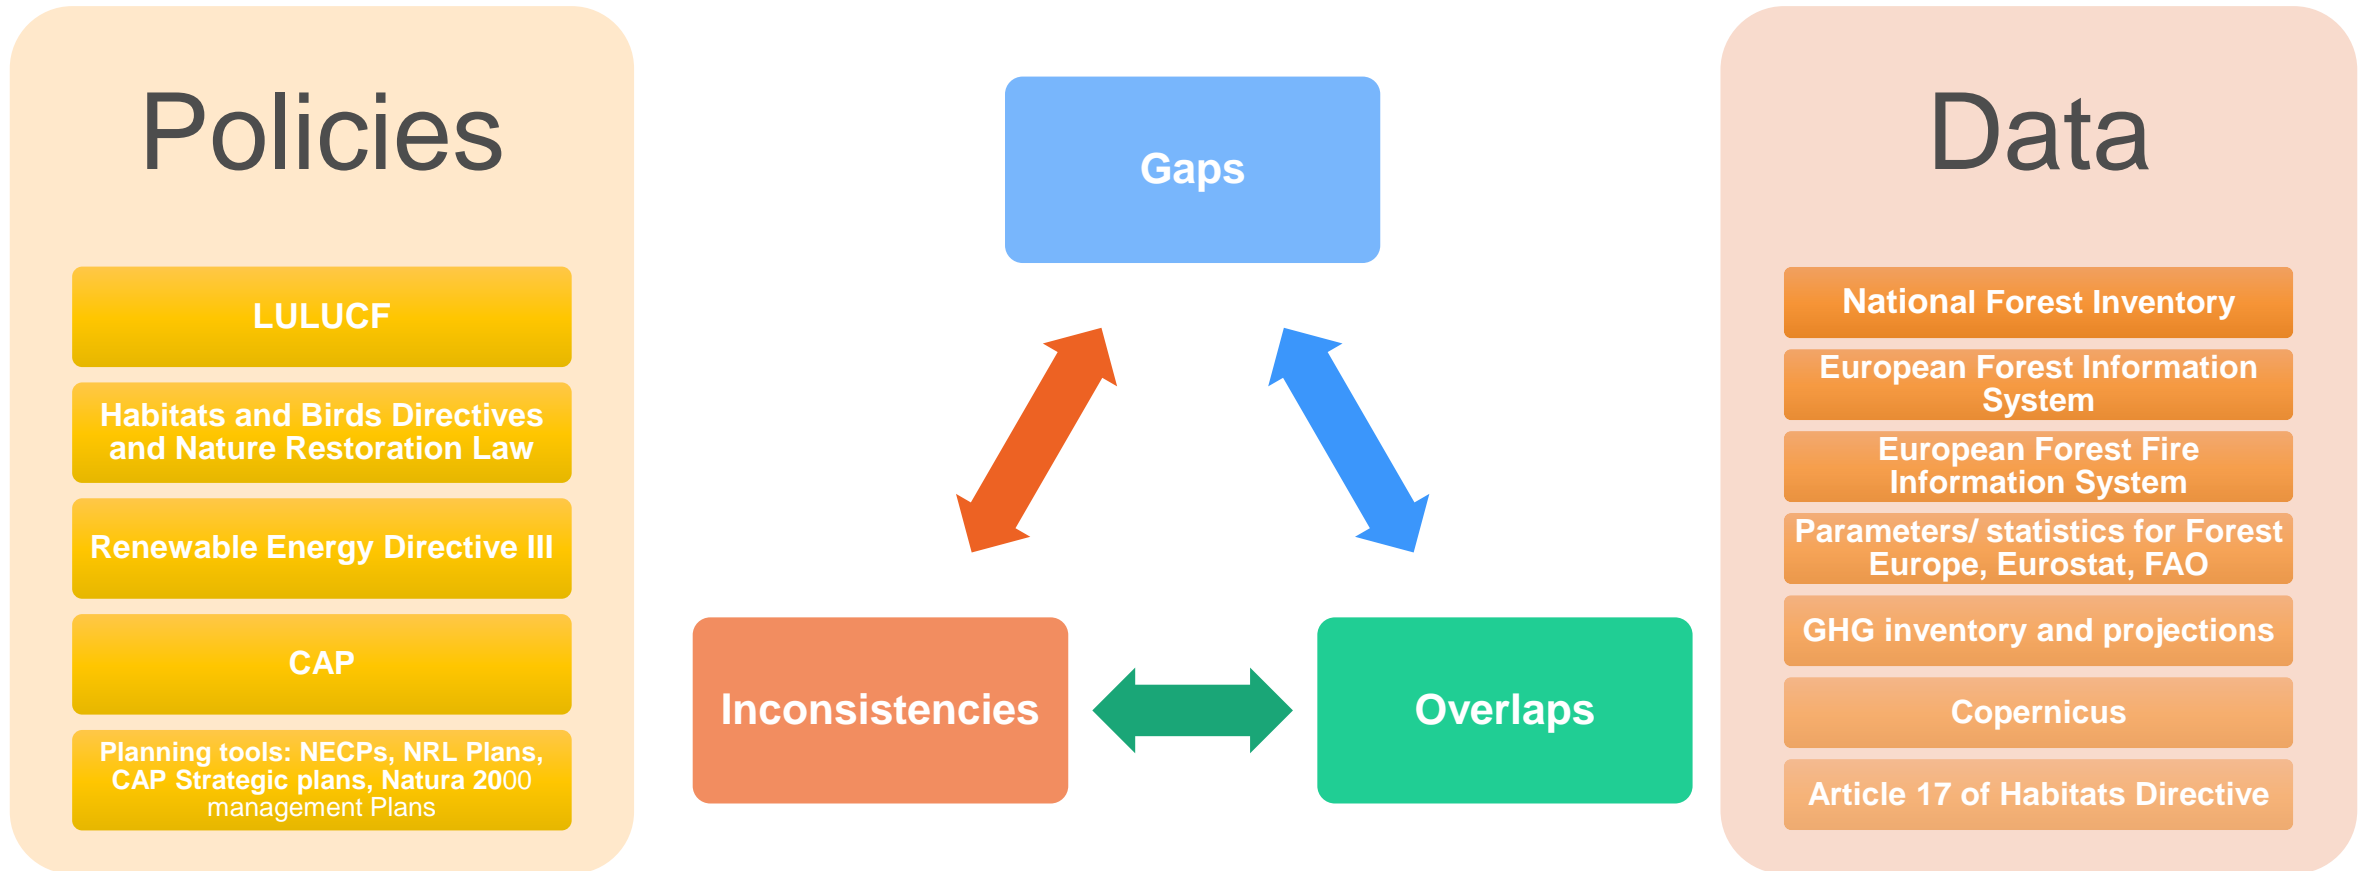 Policies
LULUCF
Habitats and Birds Directives
and Nature Restoration Law
Renewable Energy Directive III
CAP
Planning tools: NECPs, NRL Plans,
CAP Strategic plans, Natura 2000
management Plans
Gaps
Inconsistencies
Overlaps
Data
National Forest Inventory
European Forest Information
System
European Forest Fire
Information System
Parameters/ statistics for Forest
Europe, Eurostat, FAO
GHG inventory and projections
Copernicus
Article 17 of Habitats Directive